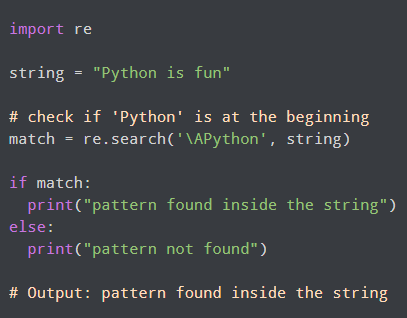 import re
string = "Python is fun"
# check if 'Python' is at the beginning
match = re.search('\APython', string)
if match:
  print("pattern found inside the string")
else:
  print("pattern not found")
# Output: pattern found inside the string